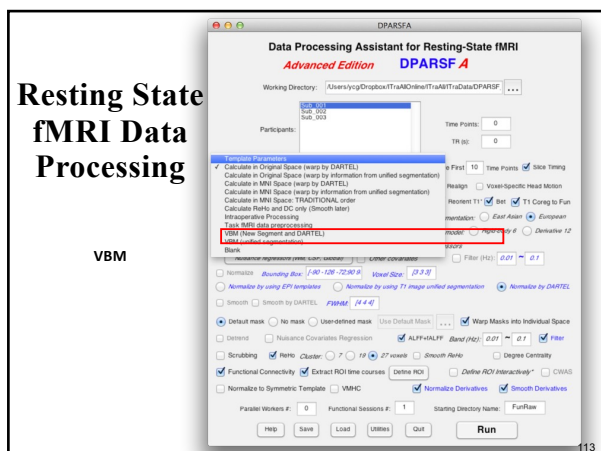 Resting State
fMRI Data
Processing
VBM
DPARSFA
Data Processing Assistant for Resting-State fMRI
Advanced Edition DPARSF A
Working Directory: /Users/ycg/Dropbox/ITraAllOnline/ITraAll/ITraData/DPARSF ...
Participants:
Sub_001
Sub_002
Sub_003
Time Points: 0
TR (s): 0
Template Parameters
✓ Calculate in Original Space (warp by DARTEL)
Calculate in Original Space (warp by information from unified segmentation)
Calculate in MNI Space (warp by DARTEL)
Calculate in MNI Space (warp by information from unified segmentation)
Calculate in MNI Space: TRADITIONAL order
Calculate ReHo and DC only (Smooth later)
Intraoperative Processing
Task fMRI data preprocessing
VBM (New Segment and DARTEL)
VBM (unified segmentation)
Blank
e First 10 Time Points Slice Timing
Realign Voxel-Specific Head Motion
Reorient T1* Bet T1 Coreg to Fun
mentation: East Asian European
model: Rigid-body 6 Derivative 12
ssors
Nuisance regressors (WM, CSF, Global) Other covariates Filter (Hz): 0.01 ~ 0.1
Normalize Bounding Box: [-90 -126 -72;90 9 Voxel Size: [3 3 3]
Normalize by using EPI templates Normalize by using T1 image unified segmentation Normalize by DARTEL
Smooth Smooth by DARTEL FWHM: [4 4 4]
Default mask No mask User-defined mask Use Default Mask ... Warp Masks into Individual Space
Detrend Nuisance Covariates Regression ALFF+fALFF Band (Hz): 0.01 ~ 0.1 Filter
Scrubbing ReHo Cluster: 7 19 27 voxels Smooth ReHo Degree Centrality
Functional Connectivity Extract ROI time courses Define ROI Define ROI Interactively* CWAS
Normalize to Symmetric Template VMHC Normalize Derivatives Smooth Derivatives
Parallel Workers #: 0 Functional Sessions #: 1 Starting Directory Name: FunRaw
Help Save Load Utilities Quit Run
113